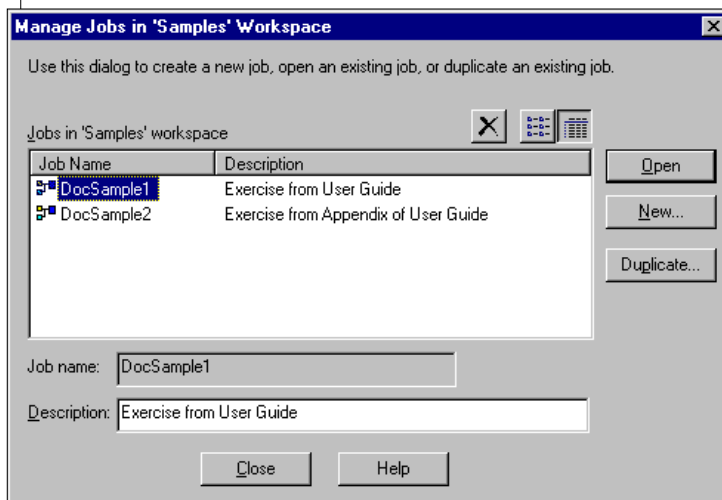 Manage Jobs in 'Samples' Workspace
Use this dialog to create a new job, open an existing job, or duplicate an existing job.
Jobs in 'Samples' workspace
Job Name Description
DocSample1 Exercise from User Guide
DocSample2 Exercise from Appendix of User Guide
Open
New...
Duplicate...
Job name: DocSample1
Description: Exercise from User Guide
Close Help